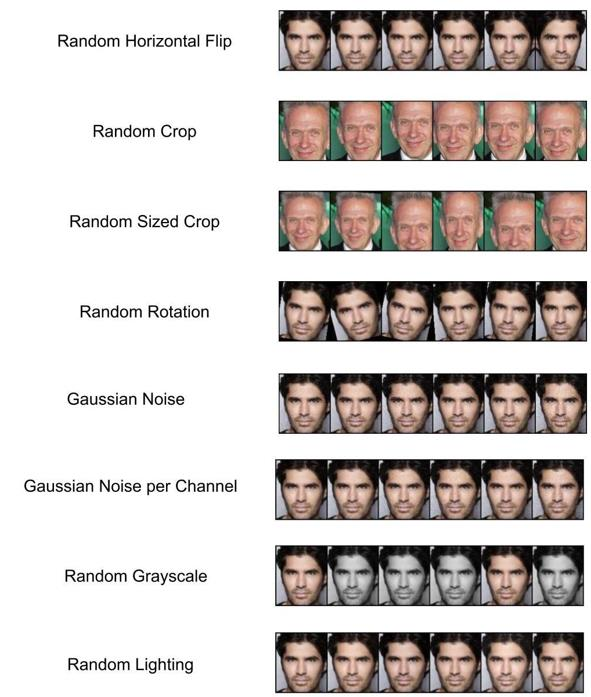 Random Horizontal Flip
Random Crop
Random Sized Crop
Random Rotation
Gaussian Noise
Gaussian Noise per Channel
Random Grayscale
Random Lighting